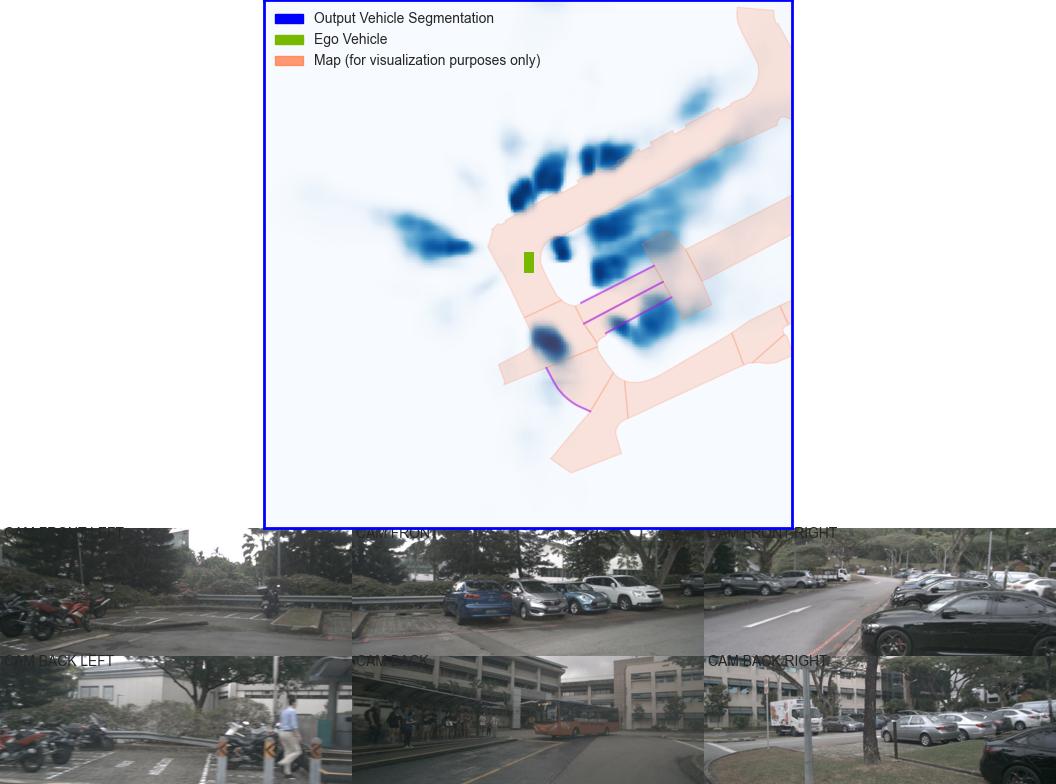 Output Vehicle Segmentation
Ego Vehicle
Map (for visualization purposes only)
CAM FRONT LEFT
CAM FRONT
CAM FRONT RIGHT
CAM BACK LEFT
CAM BACK
CAM BACK RIGHT